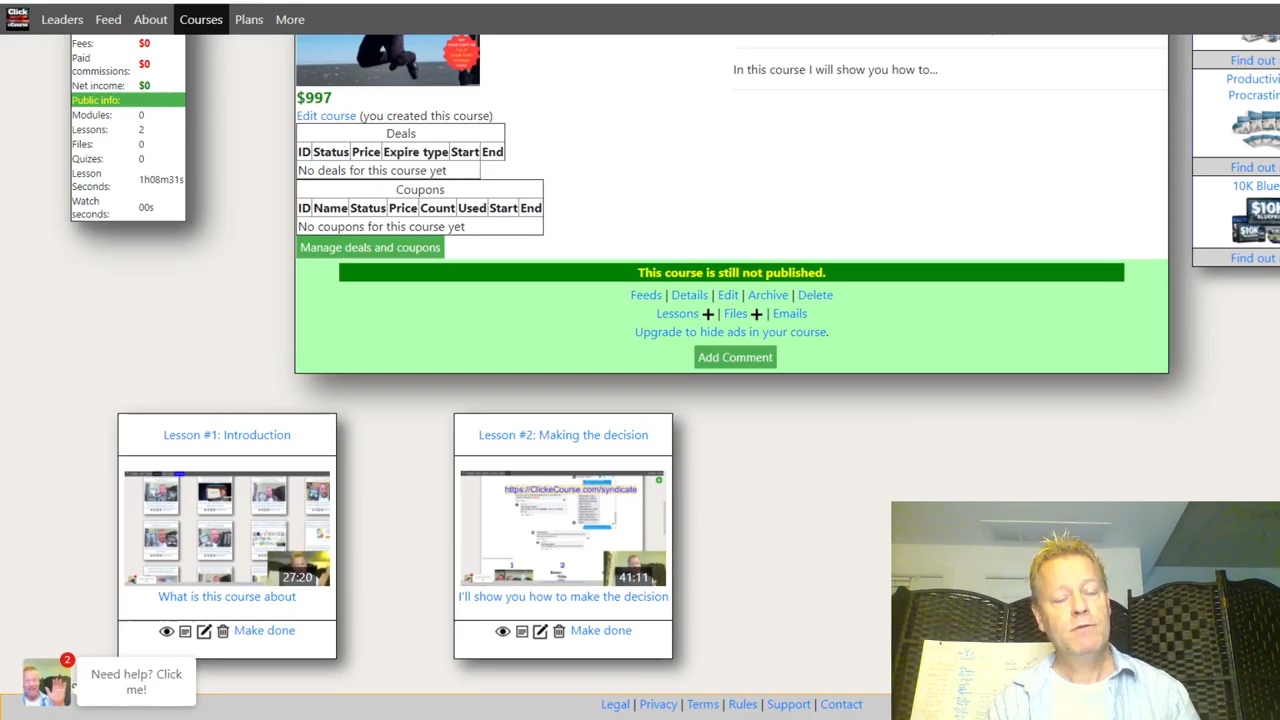 Click
eCourse
Leaders Feed About Courses Plans More
Fees: $0
Paid commissions: $0
Net income: $0
Public info:
Modules: 0
Lessons: 2
Files: 0
Quizes: 0
Lesson Seconds: 1h08m31s
Watch seconds: 00s
In this course I will show you how to...
$997
Edit course (you created this course)
Deals
ID Status Price Expire type Start End
No deals for this course yet
Coupons
ID Name Status Price Count Used Start End
No coupons for this course yet
Manage deals and coupons
This course is still not published.
Feeds | Details | Edit | Archive | Delete
Lessons + | Files + | Emails
Upgrade to hide ads in your course.
Add Comment
Find out
Productivi
Procrastin
Find out
10K Blue
$10K
Find out
Lesson #1: Introduction
27:20
What is this course about
Make done
Lesson #2: Making the decision
https://ClickeCourse.com/syndicate
1 2
41:11
I'll show you how to make the decision
Make done
2
Need help? Click me!
Legal | Privacy | Terms | Rules | Support | Contact